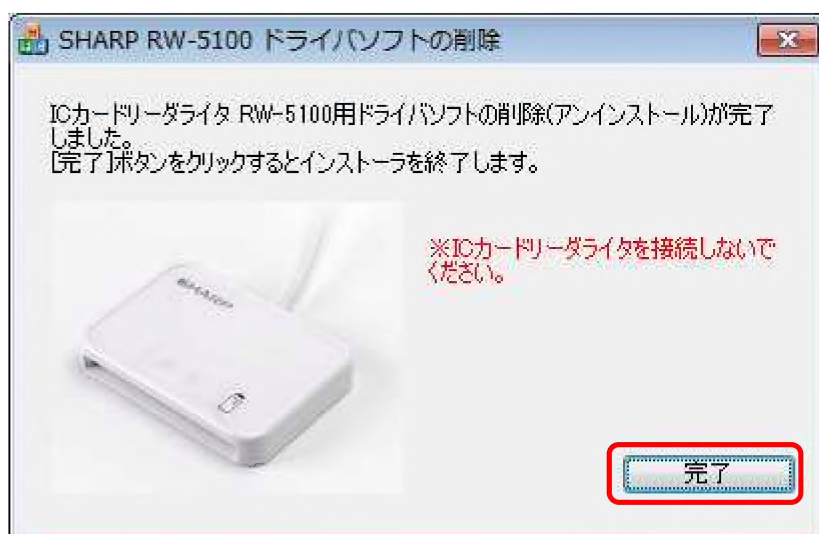 SHARP RW-5100 ドライバソフトの削除
ICカードリーダライタ RW-5100用ドライバソフトの削除(アンインストール)が完了
しました。
[完了]ボタンをクリックするとインストーラを終了します。
※ICカードリーダライタを接続しないで
ください。
SHARP
完了